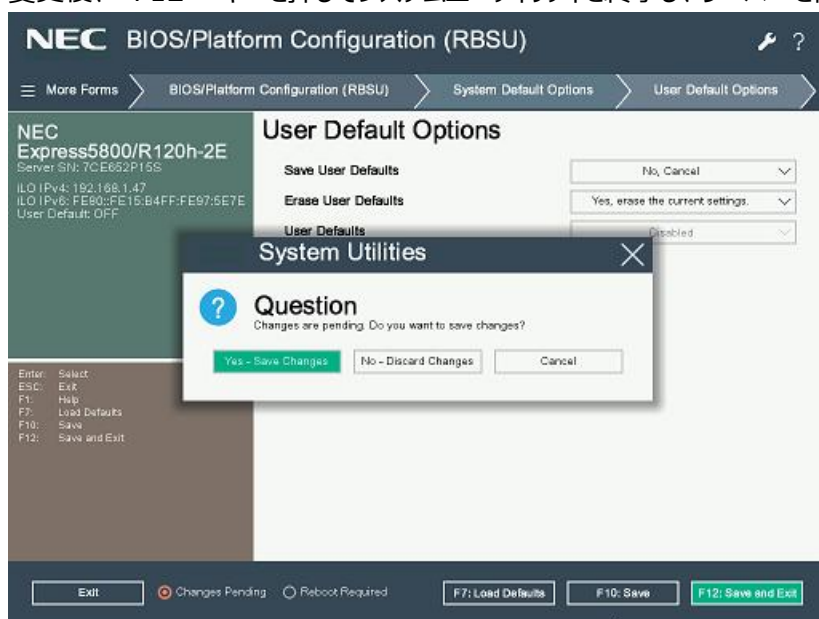 NEC BIOS/Platform Configuration (RBSU) ?
More Forms BIOS/Platform Configuration (RBSU) System Default Options User Default Options
NEC
Express5800/R120h-2E
Server SN: 7CE652P15S
iLO IPv4: 192.168.1.47
iLO IPv6: FE80::FE15:B4FF:FE97:5E7E
User Default: OFF
User Default Options
Save User Defaults No, Cancel
Erase User Defaults Yes, erase the current settings.
User Defaults Disabled
System Utilities
? Question
Changes are pending. Do you want to save changes?
Yes - Save Changes No - Discard Changes Cancel
Enter: Select
ESC: Exit
F1: Help
F7: Load Defaults
F10: Save
F12: Save and Exit
Exit Changes Pending Reboot Required F7: Load Defaults F10: Save F12: Save and Exit